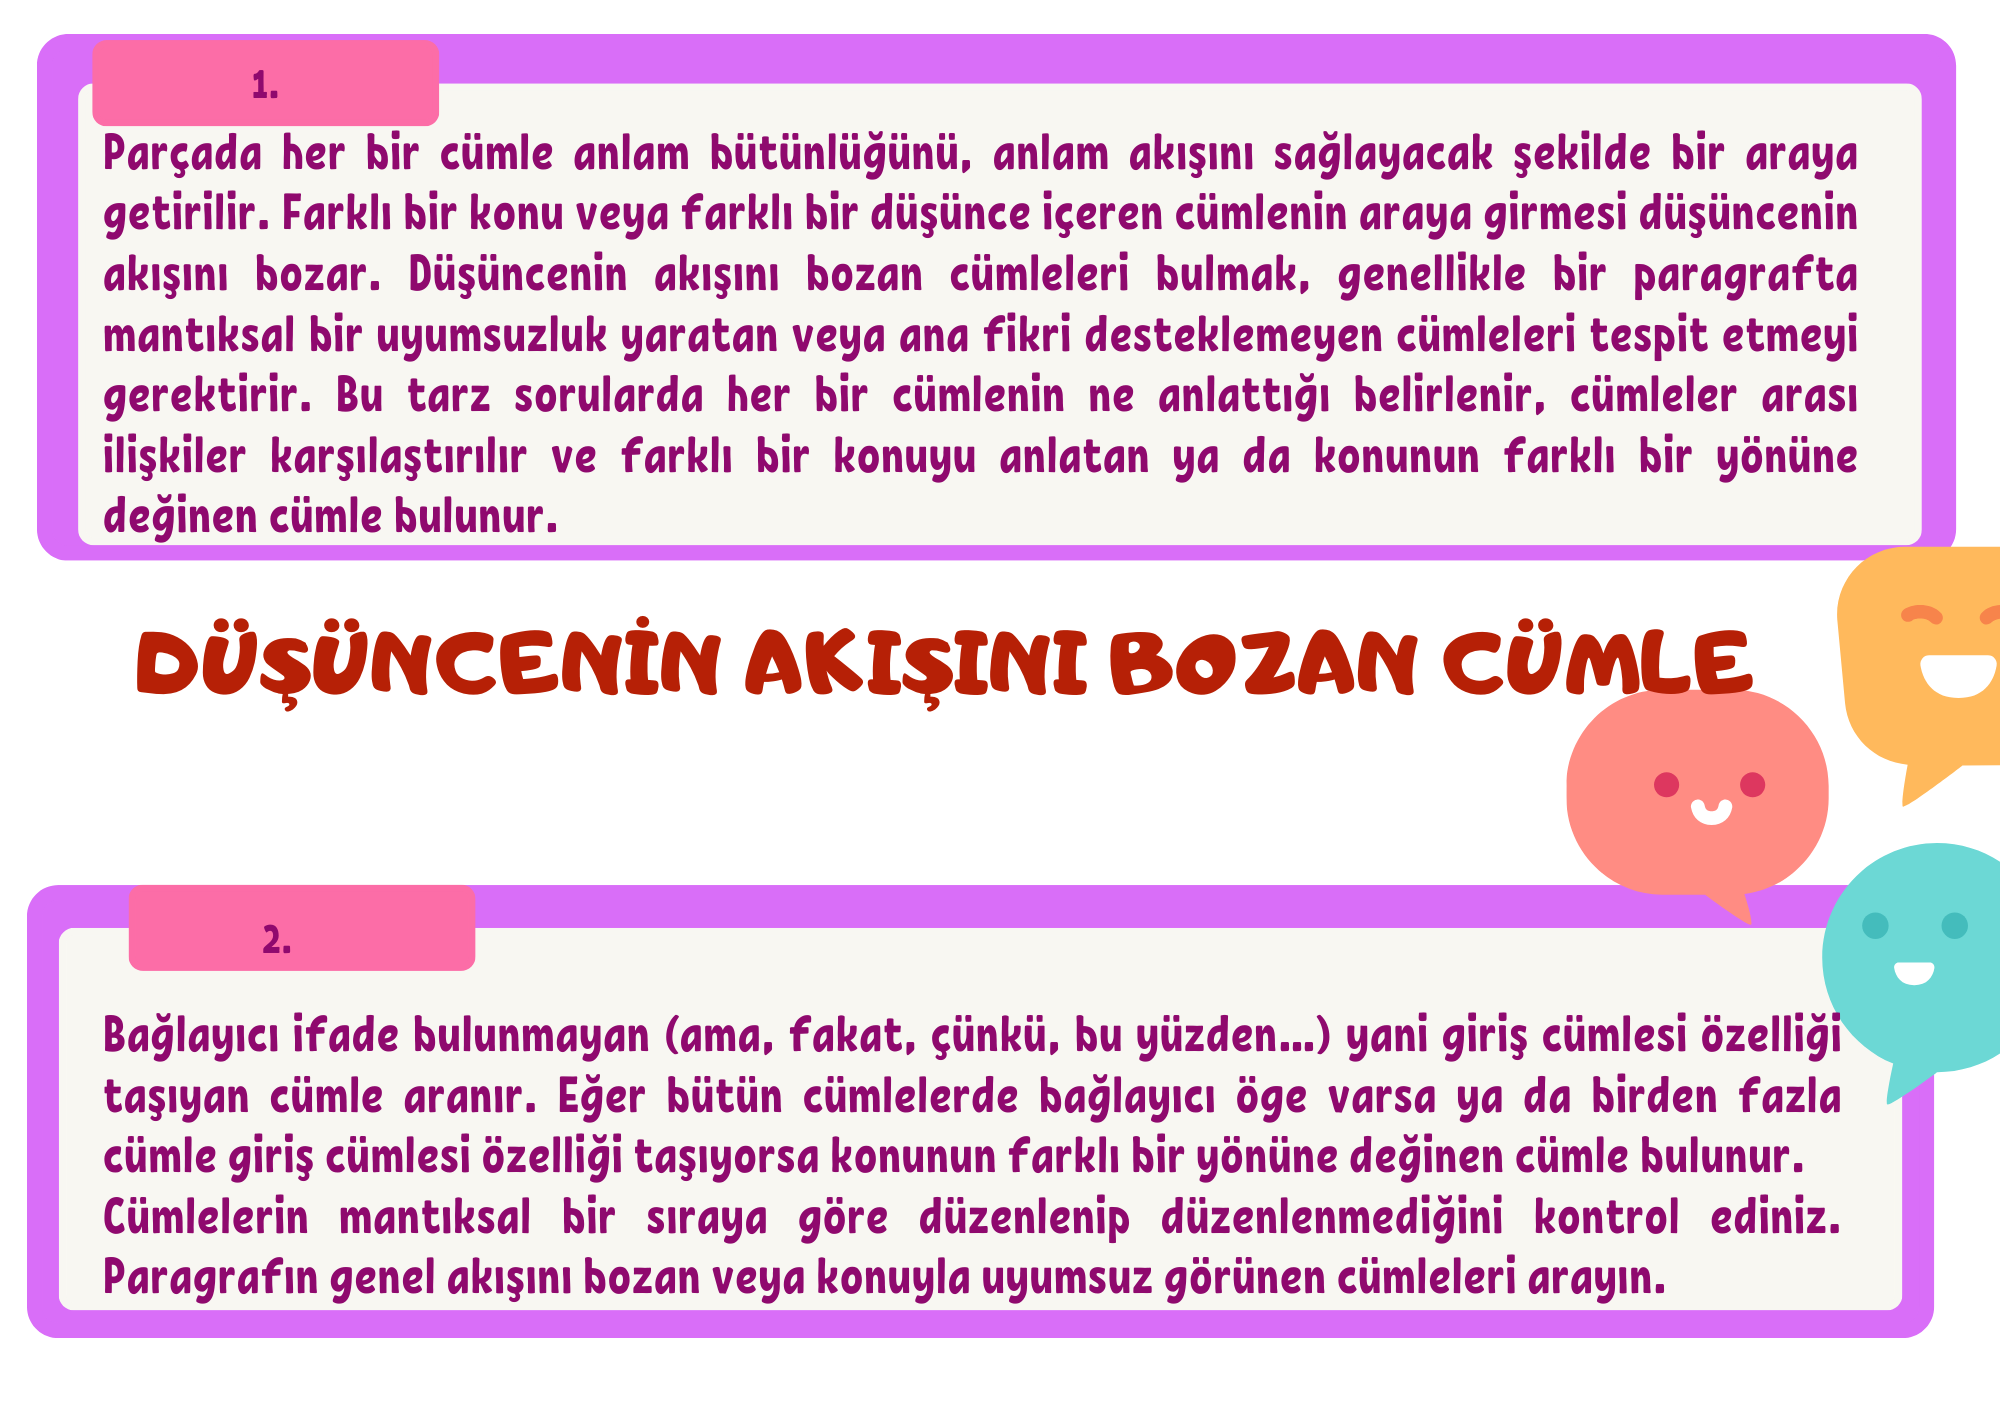 1.
Parçada her bir cümle anlam bütünlüğünü, anlam akışını sağlayacak şekilde bir araya
getirilir. Farklı bir konu veya farklı bir düşünce içeren cümlenin araya girmesi düşüncenin
akışını bozar. Düşüncenin akışını bozan cümleleri bulmak, genellikle bir paragrafta
mantıksal bir uyumsuzluk yaratan veya ana fikri desteklemeyen cümleleri tespit etmeyi
gerektirir. Bu tarz sorularda her bir cümlenin ne anlattığı belirlenir, cümleler arası
ilişkiler karşılaştırılır ve farklı bir konuyu anlatan ya da konunun farklı bir yönüne
değinen cümle bulunur.
DÜŞÜNCENİN AKIŞINI BOZAN CÜMLE
2.
Bağlayıcı ifade bulunmayan (ama, fakat, çünkü, bu yüzden...) yani giriş cümlesi özelliği
taşıyan cümle aranır. Eğer bütün cümlelerde bağlayıcı öge varsa ya da birden fazla
cümle giriş cümlesi özelliği taşıyorsa konunun farklı bir yönüne değinen cümle bulunur.
Cümlelerin mantıksal bir sıraya göre düzenlenip düzenlenmediğini kontrol ediniz.
Paragrafın genel akışını bozan veya konuyla uyumsuz görünen cümleleri arayın.